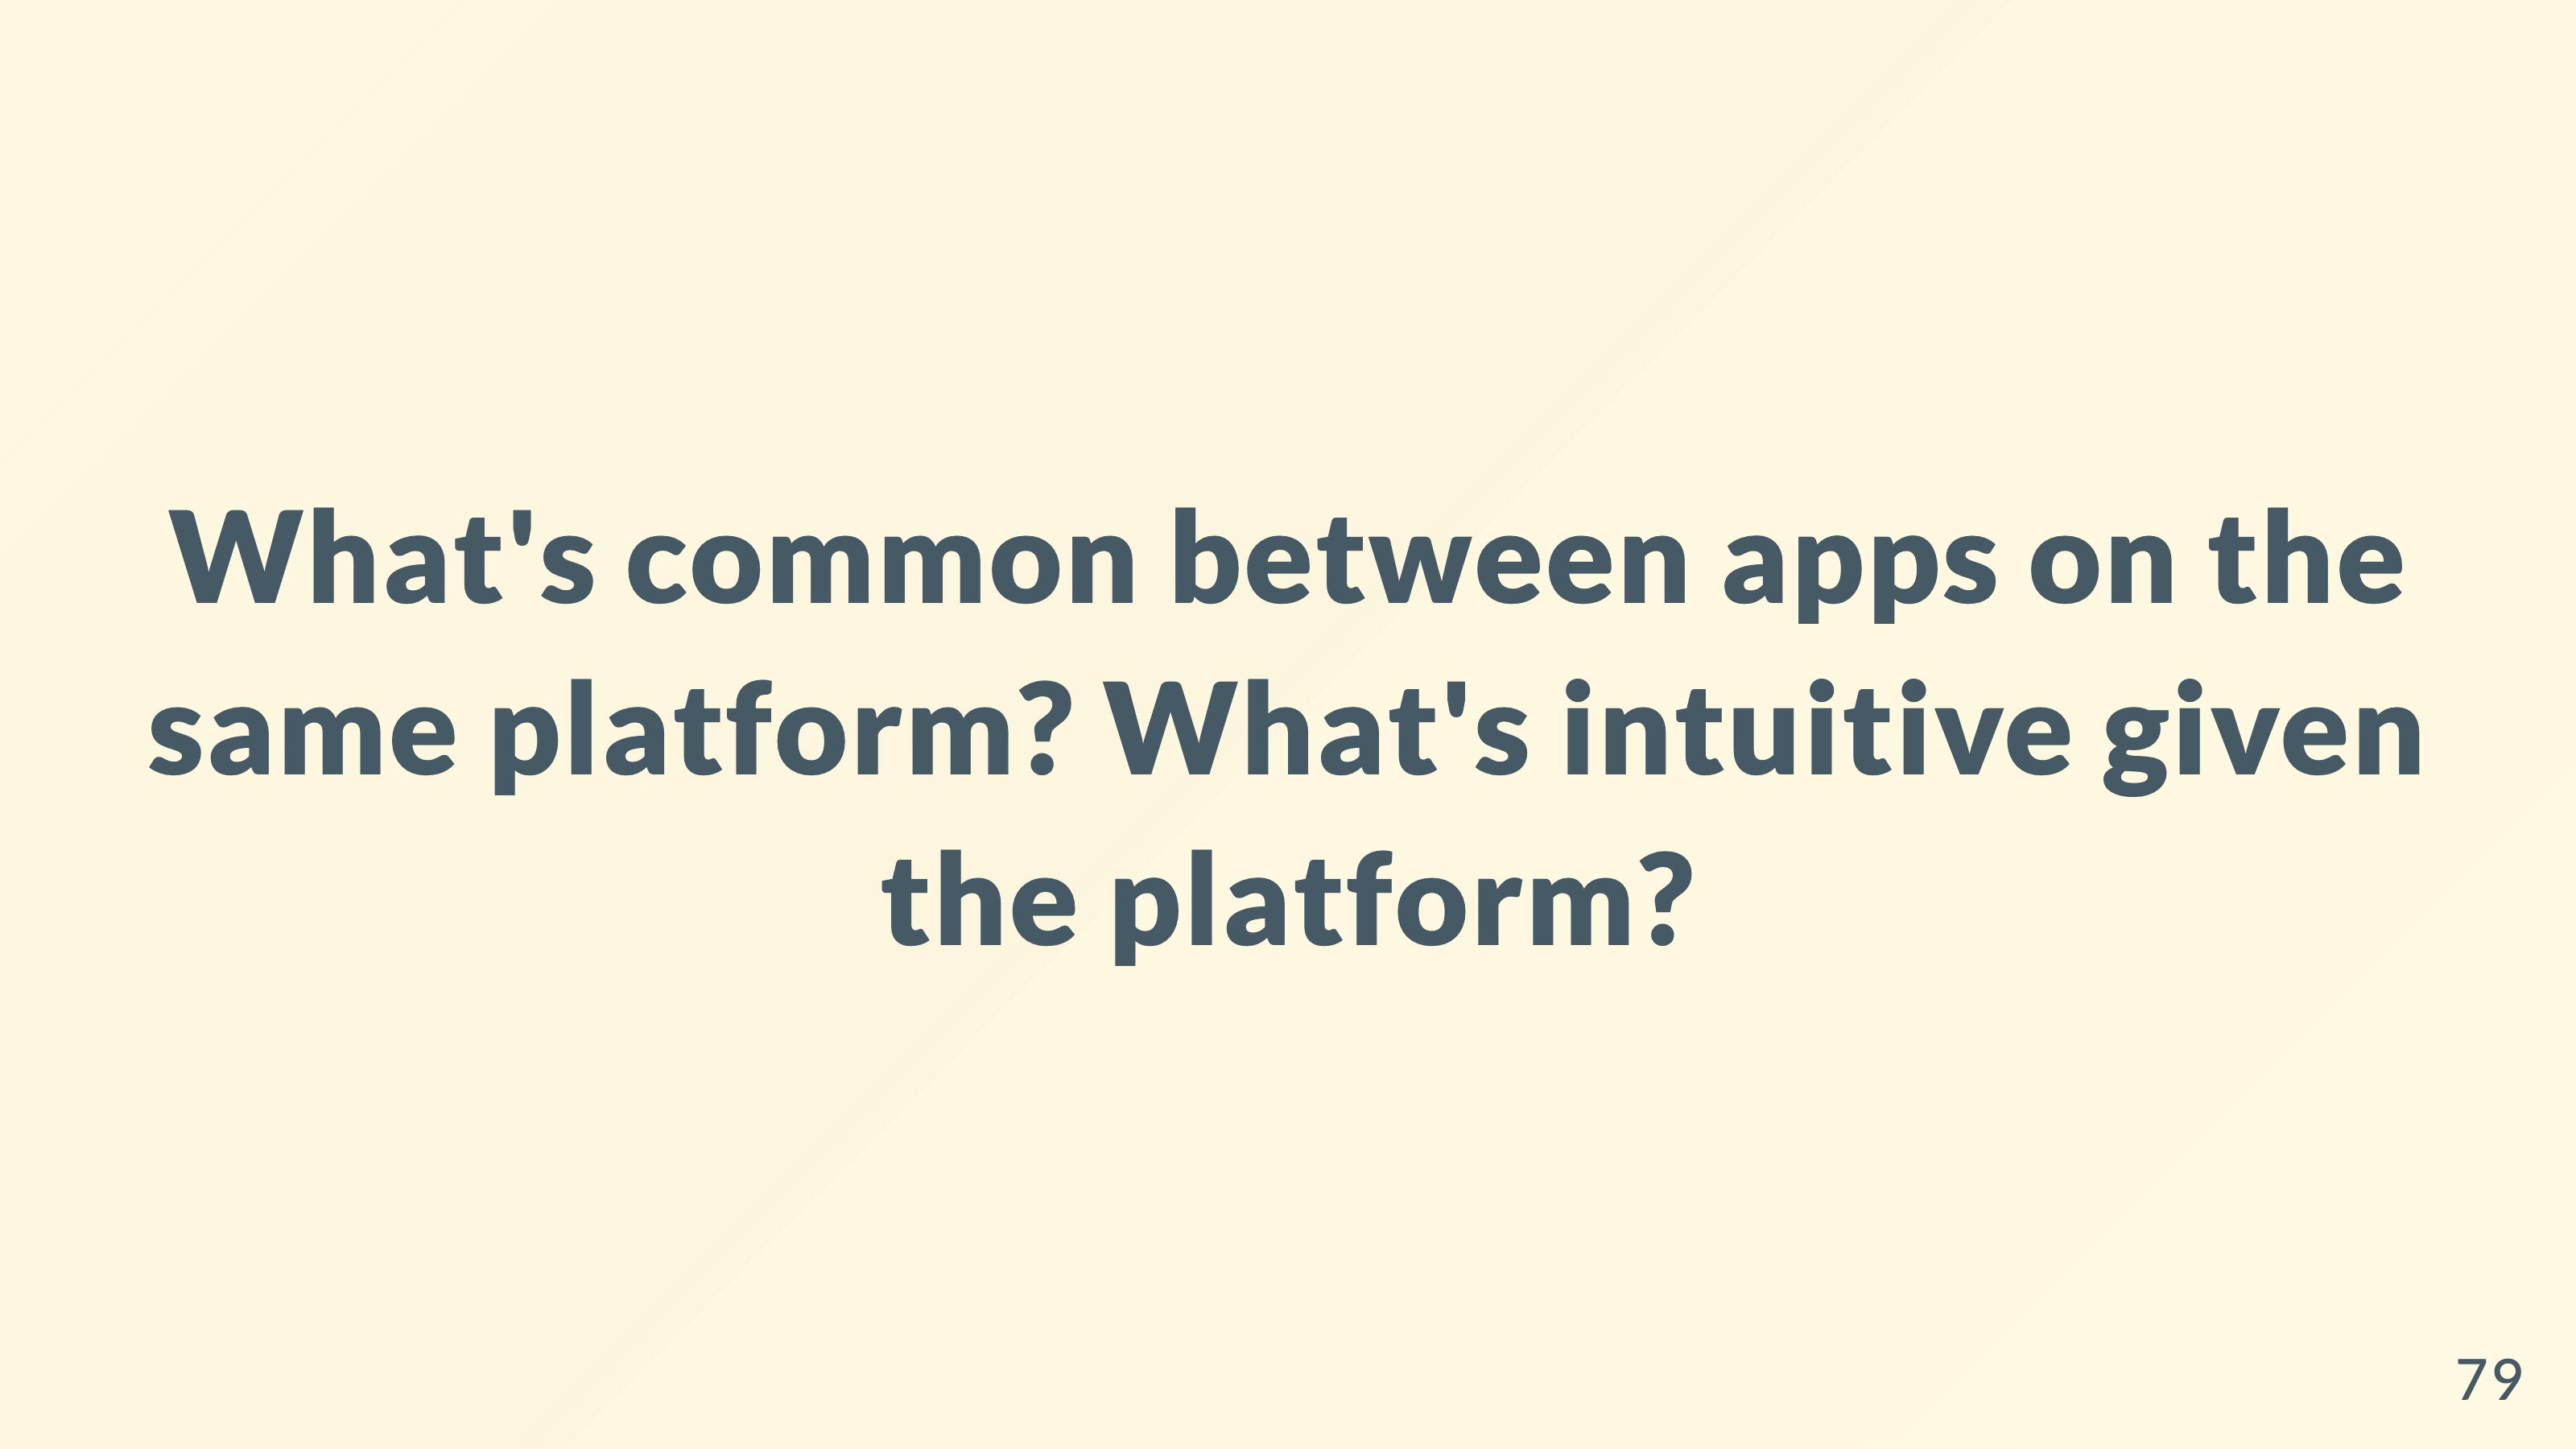 What's common between apps on the
same platform? What's intuitive given
the platform?
79